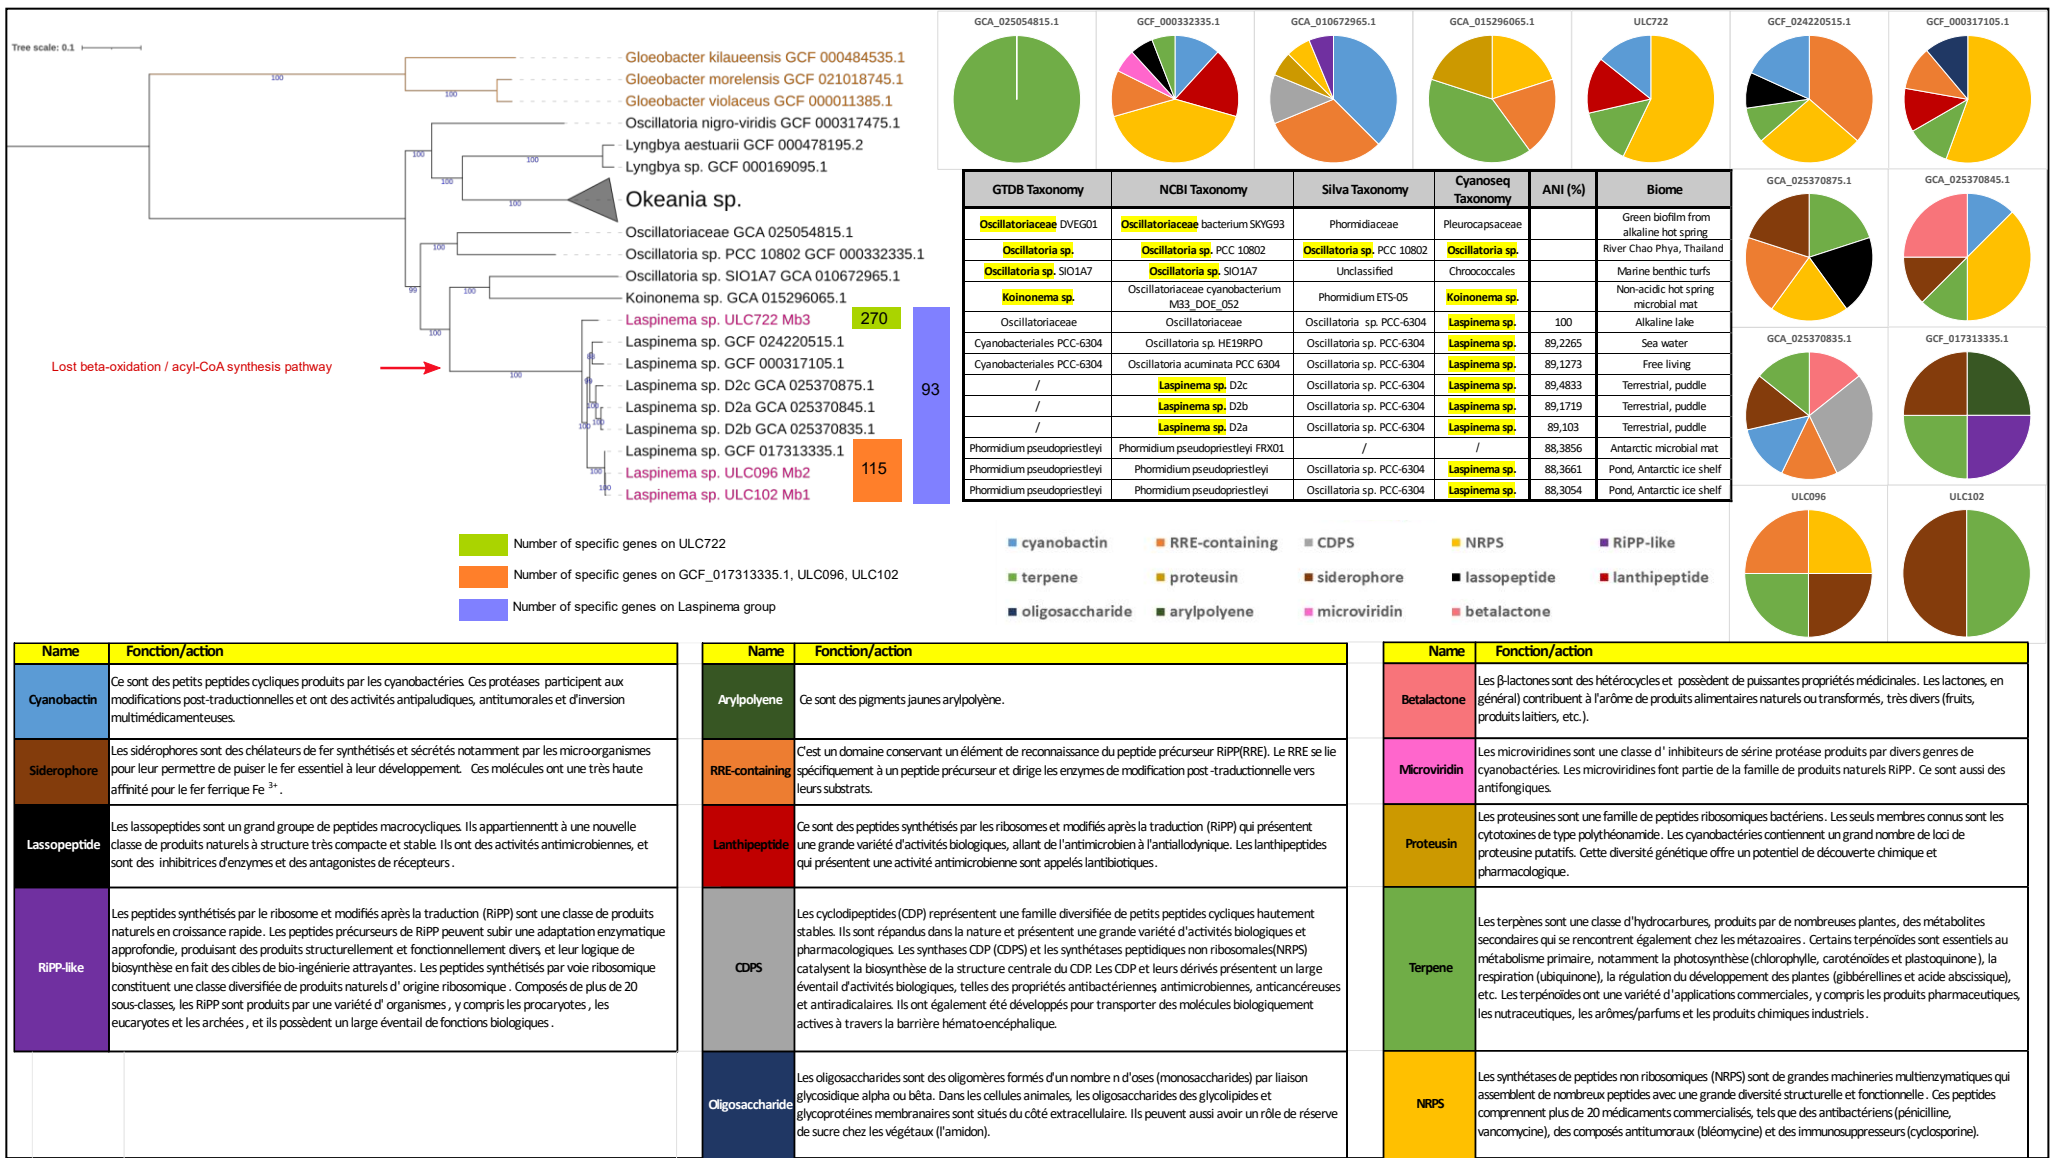 Tree scale: 0.1
Gloeobacter kilaueensis GCF 000484535.1
Gloeobacter morelensis GCF 021018745.1
Gloeobacter violaceus GCF 000011385.1
Oscillatoria nigro-viridis GCF 000317475.1
Lyngbya aestuarii GCF 000478195.2
Lyngbya sp. GCF 000169095.1
Okeania sp.
Oscillatoriaceae GCA 025054815.1
Oscillatoria sp. PCC 10802 GCF 000332335.1
Oscillatoria sp. SIO1A7 GCA 010672965.1
Koinonema sp. GCA 015296065.1
Laspinema sp. ULC722 Mb3
Laspinema sp. GCF 024220515.1
Laspinema sp. GCF 000317105.1
Laspinema sp. D2c GCA 025370875.1
Laspinema sp. D2a GCA 025370845.1
Laspinema sp. D2b GCA 025370835.1
Laspinema sp. GCF 017313335.1
Laspinema sp. ULC096 Mb2
Laspinema sp. ULC102 Mb1
100
100
100
100
100
100
99
100
100
100
100
100
100
100
270
93
115
Lost beta-oxidation / acyl-CoA synthesis pathway
Number of specific genes on ULC722
Number of specific genes on GCF_017313335.1, ULC096, ULC102
Number of specific genes on Laspinema group
GCA_025054815.1
GCF_000332335.1
GCA_010672965.1
GCA_015296065.1
ULC722
GCF_024220515.1
GCF_000317105.1
GCA_025370875.1
GCA_025370845.1
GCA_025370835.1
GCF_017313335.1
ULC096
ULC102
GTDB Taxonomy NCBI Taxonomy Silva Taxonomy Cyanoseq Taxonomy ANI (%) Biome
Oscillatoriaceae DVEG01 Oscillatoriaceae bacterium SKYG93 Phormidiaceae Pleurocapsaceae Green biofilm from alkaline hot spring
Oscillatoria sp. Oscillatoria sp. PCC 10802 Oscillatoria sp. PCC 10802 Oscillatoria sp. River Chao Phya, Thailand
Oscillatoria sp. SIO1A7 Oscillatoria sp. SIO1A7 Unclassified Chroococcales Marine benthic turfs
Koinonema sp. Oscillatoriaceae cyanobacterium M33_DOE_052 Phormidium ETS-05 Koinonema sp. Non-acidic hot spring microbial mat
Oscillatoriaceae Oscillatoriaceae Oscillatoria sp. PCC-6304 Laspinema sp. 100 Alkaline lake
Cyanobacteriales PCC-6304 Oscillatoria sp. HE19RPO Oscillatoria sp. PCC-6304 Laspinema sp. 89,2265 Sea water
Cyanobacteriales PCC-6304 Oscillatoria acuminata PCC 6304 Oscillatoria sp. PCC-6304 Laspinema sp. 89,1273 Free living
/ Laspinema sp. D2c Oscillatoria sp. PCC-6304 Laspinema sp. 89,4833 Terrestrial, puddle
/ Laspinema sp. D2b Oscillatoria sp. PCC-6304 Laspinema sp. 89,1719 Terrestrial, puddle
/ Laspinema sp. D2a Oscillatoria sp. PCC-6304 Laspinema sp. 89,103 Terrestrial, puddle
Phormidium pseudopriestleyi Phormidium pseudopriestleyi FRX01 / / 88,3856 Antarctic microbial mat
Phormidium pseudopriestleyi Phormidium pseudopriestleyi Oscillatoria sp. PCC-6304 Laspinema sp. 88,3661 Pond, Antarctic ice shelf
Phormidium pseudopriestleyi Phormidium pseudopriestleyi Oscillatoria sp. PCC-6304 Laspinema sp. 88,3054 Pond, Antarctic ice shelf
cyanobactin RRE-containing CDPS NRPS RiPP-like
terpene proteusin siderophore lassopeptide lanthipeptide
oligosaccharide arylpolyene microviridin betalactone
Name Fonction/action
Cyanobactin
Ce sont des petits peptides cycliques produits par les cyanobactéries. Ces protéases participent aux
modifications post-traductionnelles et ont des activités antipaludiques, antitumorales et d'inversion
multimédicamenteuses.
Siderophore
Les sidérophores sont des chélateurs de fer synthétisés et sécrétés notamment par les micro-organismes
pour leur permettre de puiser le fer essentiel à leur développement. Ces molécules ont une très haute
affinité pour le fer ferrique Fe 3+.
Lassopeptide
Les lassopeptides sont un grand groupe de peptides macrocycliques. Ils appartiennentt à une nouvelle
classe de produits naturels à structure très compacte et stable. Ils ont des activités antimicrobiennes, et
sont des inhibitrices d'enzymes et des antagonistes de récepteurs.
RiPP-like
Les peptides synthétisés par le ribosome et modifiés après la traduction (RiPP) sont une classe de produits
naturels en croissance rapide. Les peptides précurseurs de RiPP peuvent subir une adaptation enzymatique
approfondie, produisant des produits structurellement et fonctionnellement divers, et leur logique de
biosynthèse en fait des cibles de bio-ingénierie attrayantes. Les peptides synthétisés par voie ribosomique
constituent une classe diversifiée de produits naturels d' origine ribosomique. Composés de plus de 20
sous-classes, les RiPP sont produits par une variété d' organismes , y compris les procaryotes , les
eucaryotes et les archées , et ils possèdent un large éventail de fonctions biologiques .
Name Fonction/action
Arylpolyene
Ce sont des pigments jaunes arylpolyène.
RRE-containing
C'est un domaine conservant un élément de reconnaissance du peptide précurseur RiPP(RRE). Le RRE se lie
spécifiquement à un peptide précurseur et dirige les enzymes de modification post-traductionnelle vers
leurs substrats.
Lanthipeptide
Ce sont des peptides synthétisés par les ribosomes et modifiés après la traduction (RiPP) qui présentent
une grande variété d'activités biologiques, allant de l'antimicrobien à l'antiallodynique. Les lanthipeptides
qui présentent une activité antimicrobienne sont appelés lantibiotiques.
CDPS
Les cyclodipeptides (CDP) représentent une famille diversifiée de petits peptides cycliques hautement
stables. Ils sont répandus dans la nature et présentent une grande variété d'activités biologiques et
pharmacologiques. Les synthases CDP (CDPS) et les synthétases peptidiques non ribosomales(NRPS)
catalysent la biosynthèse de la structure centrale du CDP. Les CDP et leurs dérivés présentent un large
éventail d'activités biologiques, telles des propriétés antibactériennes, antimicrobiennes, anticancéreuses
et antiradicalaires. Ils ont également été développés pour transporter des molécules biologiquement
actives à travers la barrière hémato-encéphalique.
Oligosaccharide
Les oligosaccharides sont des oligomères formés d'un nombre n d'oses (monosaccharides) par liaison
glycosidique alpha ou bêta. Dans les cellules animales, les oligosaccharides des glycolipides et
glycoprotéines membranaires sont situés du côté extracellulaire. Ils peuvent aussi avoir un rôle de réserve
de sucre chez les végétaux (l'amidon).
Name Fonction/action
Betalactone
Les β-lactones sont des hétérocycles et possèdent de puissantes propriétés médicinales. Les lactones, en
général) contribuent à l'arôme de produits alimentaires naturels ou transformés, très divers (fruits,
produits laitiers, etc.).
Microviridin
Les microviridines sont une classe d' inhibiteurs de sérine protéase produits par divers genres de
cyanobactéries. Les microviridines font partie de la famille de produits naturels RiPP. Ce sont aussi des
antifongiques.
Proteusin
Les proteusines sont une famille de peptides ribosomiques bactériens. Les seuls membres connus sont les
cytotoxines de type polythéonamide. Les cyanobactéries contiennent un grand nombre de loci de
proteusine putatifs. Cette diversité génétique offre un potentiel de découverte chimique et
pharmacologique.
Terpene
Les terpènes sont une classe d'hydrocarbures, produits par de nombreuses plantes, des métabolites
secondaires qui se rencontrent également chez les métazoaires. Certains terpénoïdes sont essentiels au
métabolisme primaire, notamment la photosynthèse (chlorophylle, caroténoïdes et plastoquinone), la
respiration (ubiquinone), la régulation du développement des plantes (gibbérellines et acide abscissique),
etc. Les terpénoïdes ont une variété d'applications commerciales, y compris les produits pharmaceutiques,
les nutraceutiques, les arômes/parfums et les produits chimiques industriels.
NRPS
Les synthétases de peptides non ribosomiques (NRPS) sont de grandes machineries multienzymatiques qui
assemblent de nombreux peptides avec une grande diversité structurelle et fonctionnelle. Ces peptides
comprennent plus de 20 médicaments commercialisés, tels que des antibactériens (pénicilline,
vancomycine), des composés antitumoraux (bléomycine) et des immunosuppresseurs (cyclosporine).